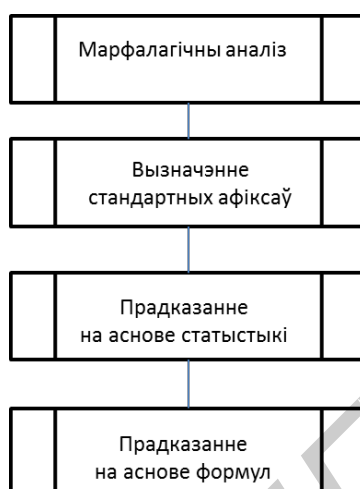 Марфалагічны аналіз
Вызначэнне
стандартных афіксаў
Прадказанне
на аснове статыстыкі
Прадказанне
на аснове формул